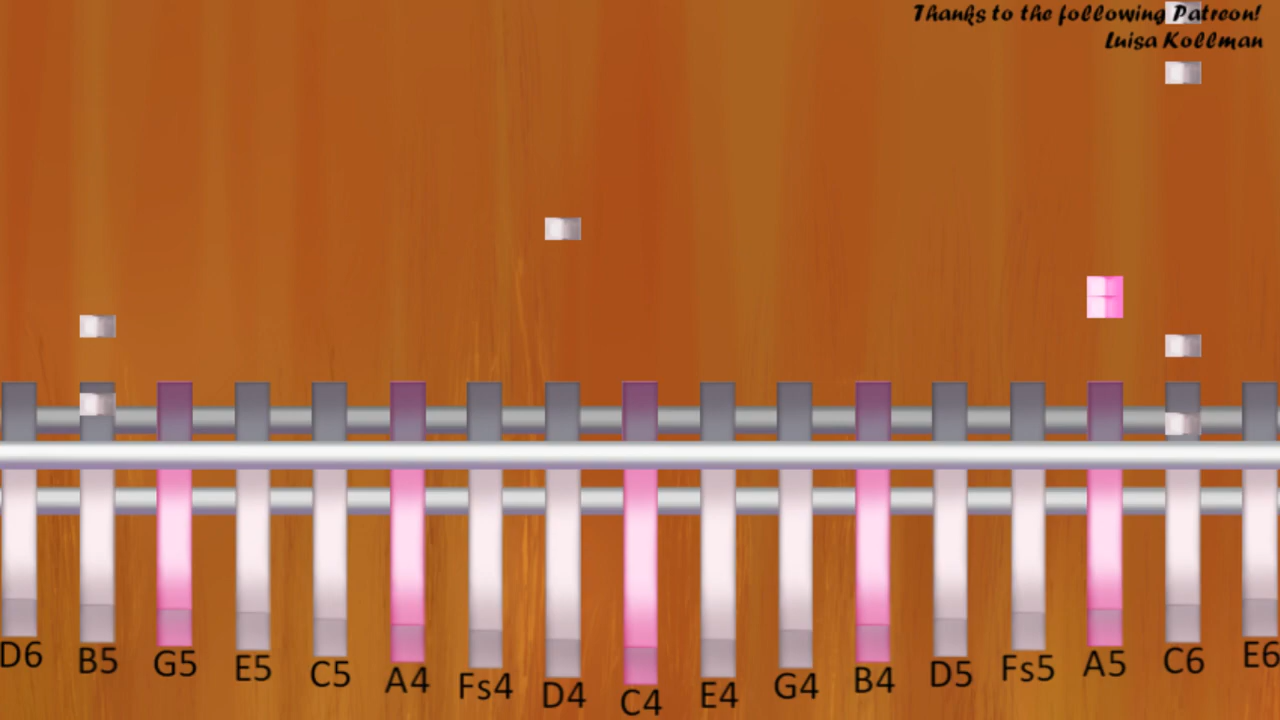 Thanks to the following Patreon!
Luisa Kollman
D6 B5 G5 E5 C5 A4 Fs4 D4 C4 E4 G4 B4 D5 Fs5 A5 C6 E6